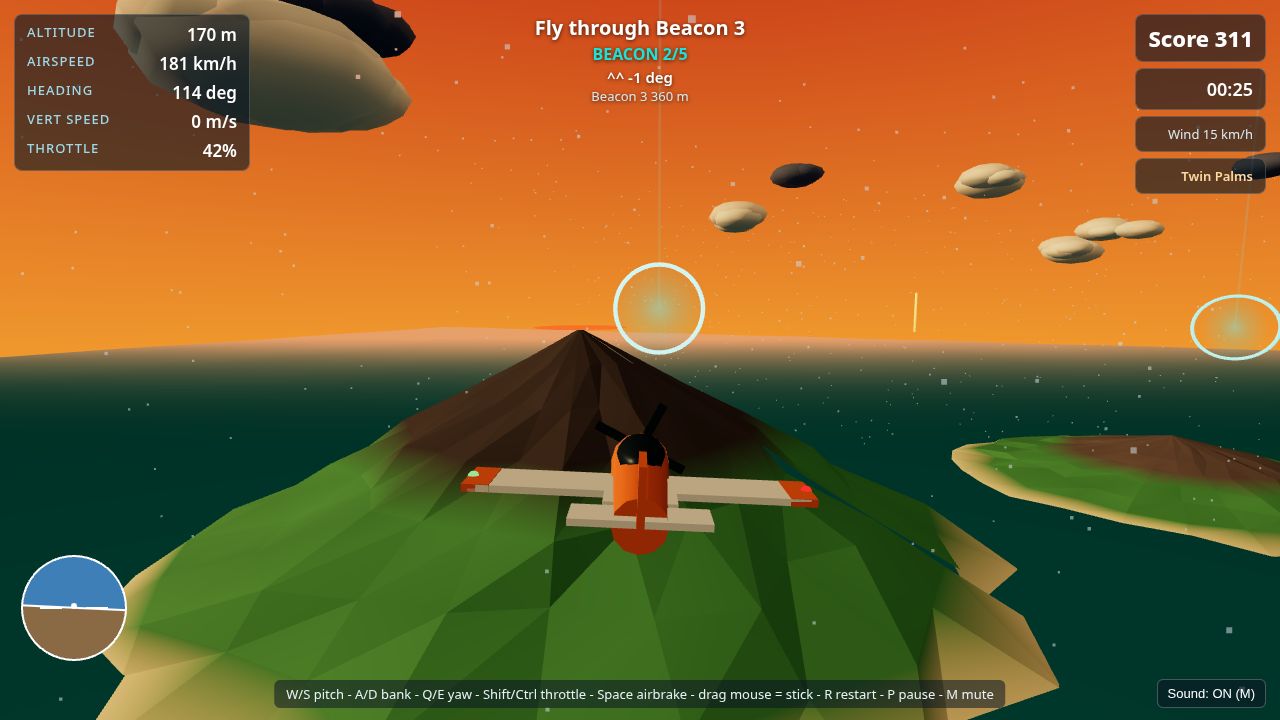 ALTITUDE 170 m
AIRSPEED 181 km/h
HEADING 114 deg
VERT SPEED 0 m/s
THROTTLE 42%
Fly through Beacon 3
BEACON 2/5
^^ -1 deg
Beacon 3 360 m
Score 311
00:25
Wind 15 km/h
Twin Palms
W/S pitch - A/D bank - Q/E yaw - Shift/Ctrl throttle - Space airbrake - drag mouse = stick - R restart - P pause - M mute
Sound: ON (M)